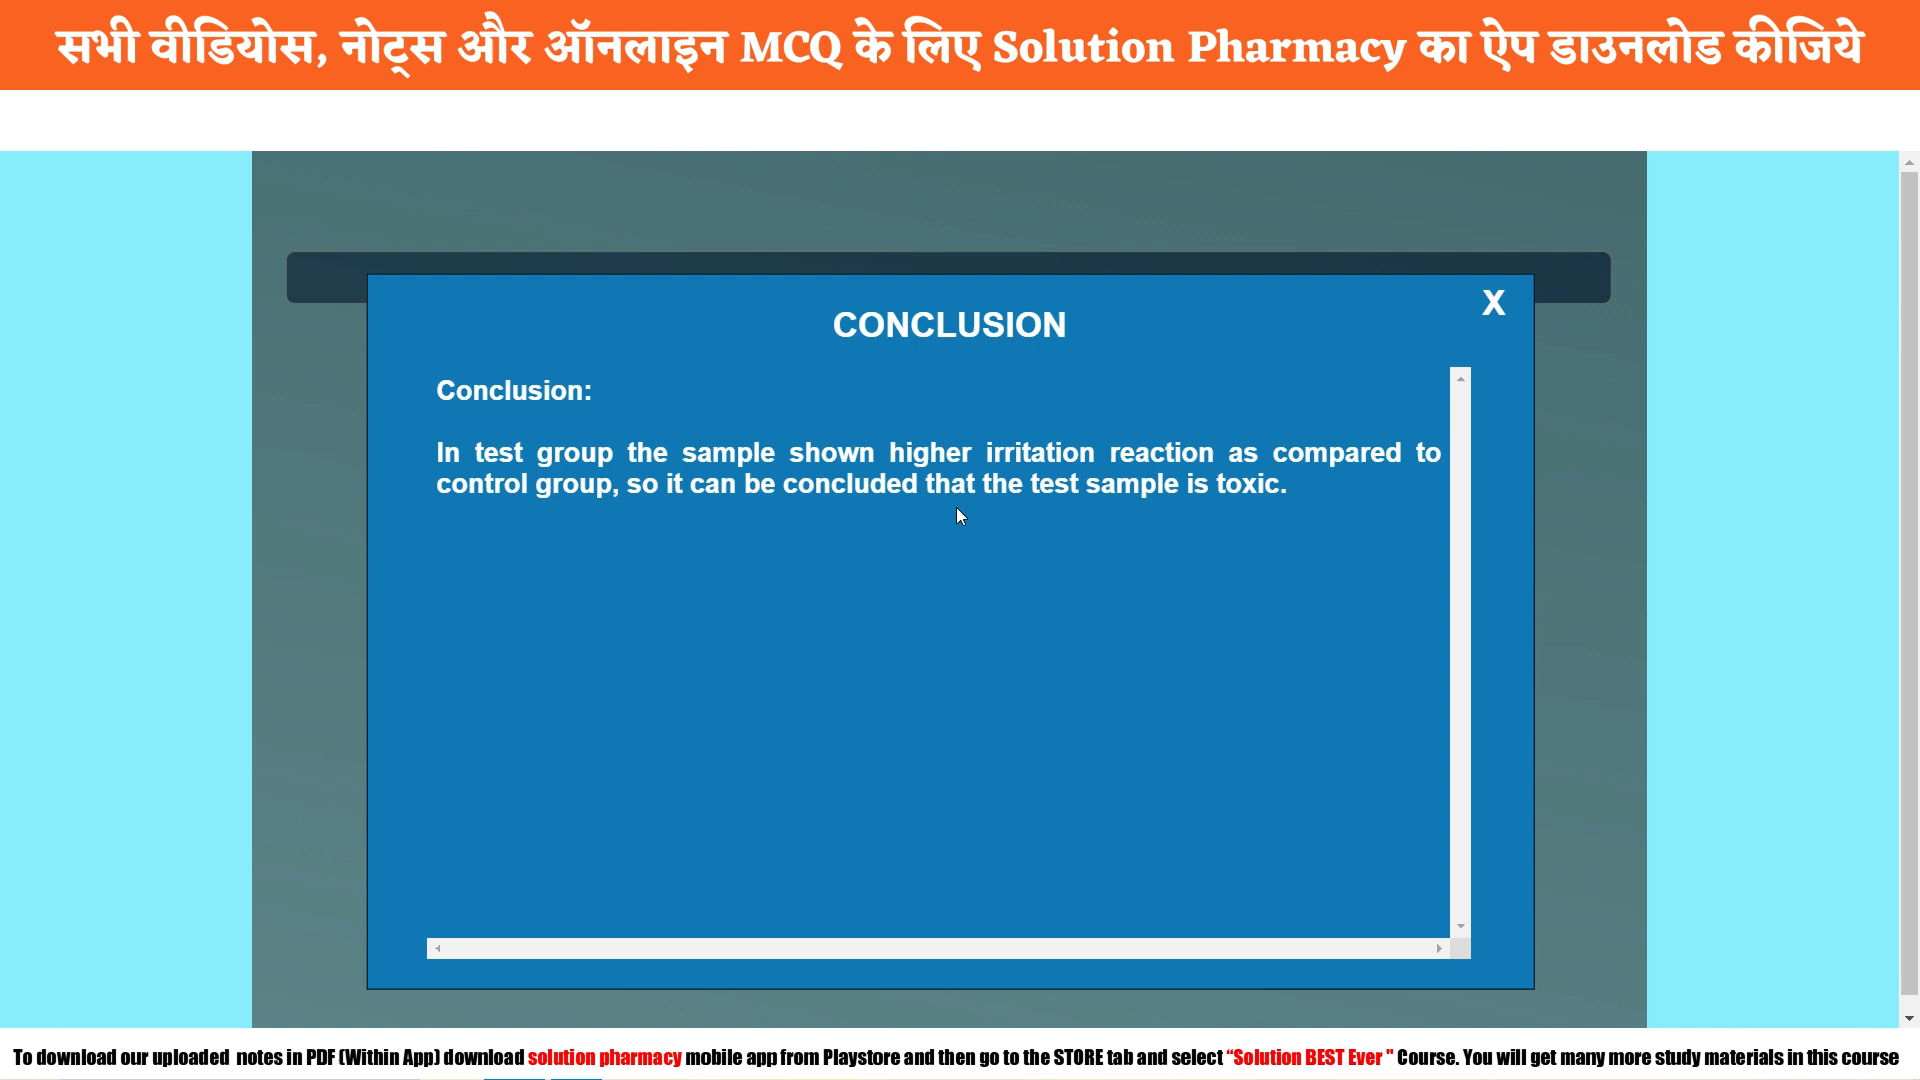 सभी वीडियोस, नोट्स और ऑनलाइन MCQ के लिए Solution Pharmacy का ऐप डाउनलोड कीजिये
X
CONCLUSION
Conclusion:
In test group the sample shown higher irritation reaction as compared to
control group, so it can be concluded that the test sample is toxic.
To download our uploaded notes in PDF (Within App) download solution pharmacy mobile app from Playstore and then go to the STORE tab and select “Solution BEST Ever " Course. You will get many more study materials in this course